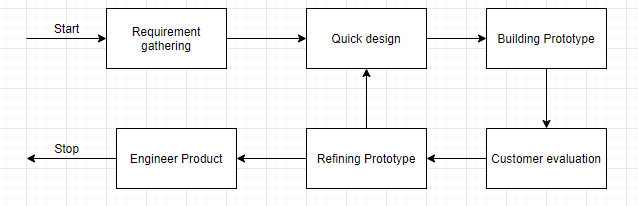 Start
Requirement
gathering
Quick design
Building Prototype
Stop
Engineer Product
Refining Prototype
Customer evaluation